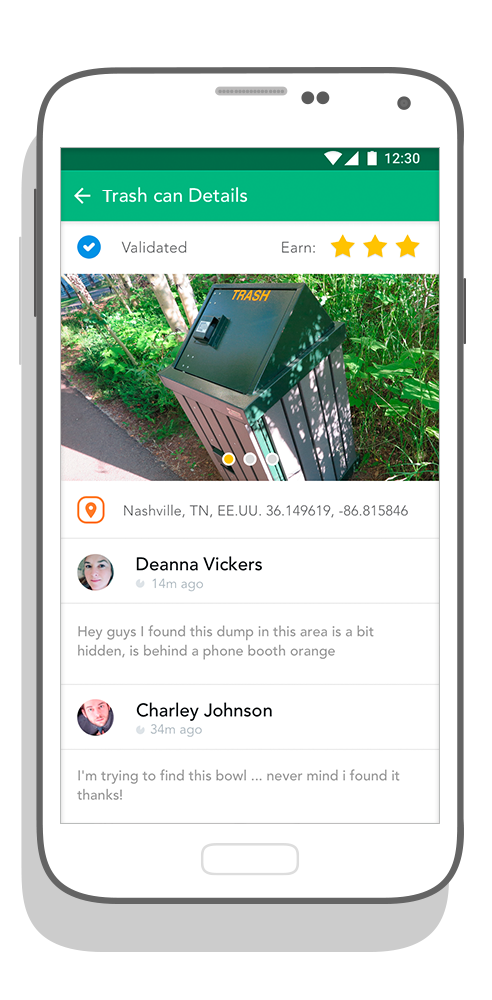 12:30
Trash can Details
Validated Earn:
TRASH
Nashville, TN, EE.UU. 36.149619, -86.815846
Deanna Vickers
14m ago
Hey guys I found this dump in this area is a bit
hidden, is behind a phone booth orange
Charley Johnson
34m ago
I'm trying to find this bowl ... never mind i found it
thanks!